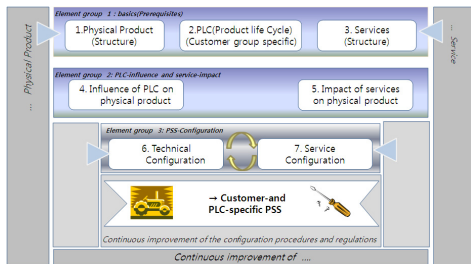 Element group 1 : basics(Prerequisites)
1.Physical Product
(Structure)
2.PLC(Product life Cycle)
(Customer group specific)
3. Services
(Structure)
... Physical Product
... Service
Element group 2: PLC-influence and service-impact
4. Influence of PLC on
physical product
5. Impact of services
on physical product
Element group 3: PSS-Configuration
6. Technical
Configuration
7. Service
Configuration
→ Customer-and
PLC-specific PSS
Continuous improvement of the configuration procedures and regulations
Continuous improvement of ....